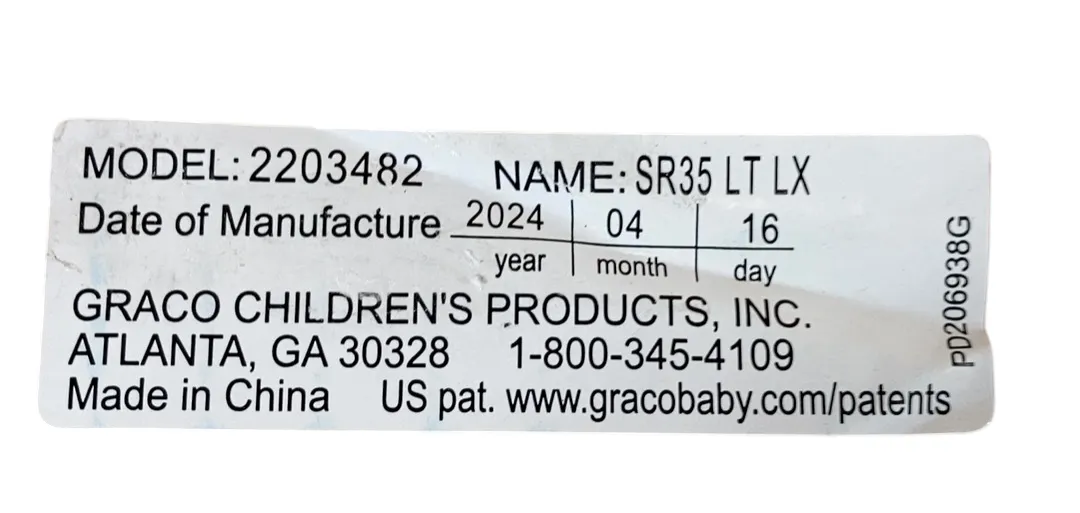 MODEL: 2203482 NAME: SR35 LT LX
Date of Manufacture 2024 04 16
year month day
GRACO CHILDREN'S PRODUCTS, INC.
ATLANTA, GA 30328 1-800-345-4109
Made in China US pat. www.gracobaby.com/patents
PD206938G